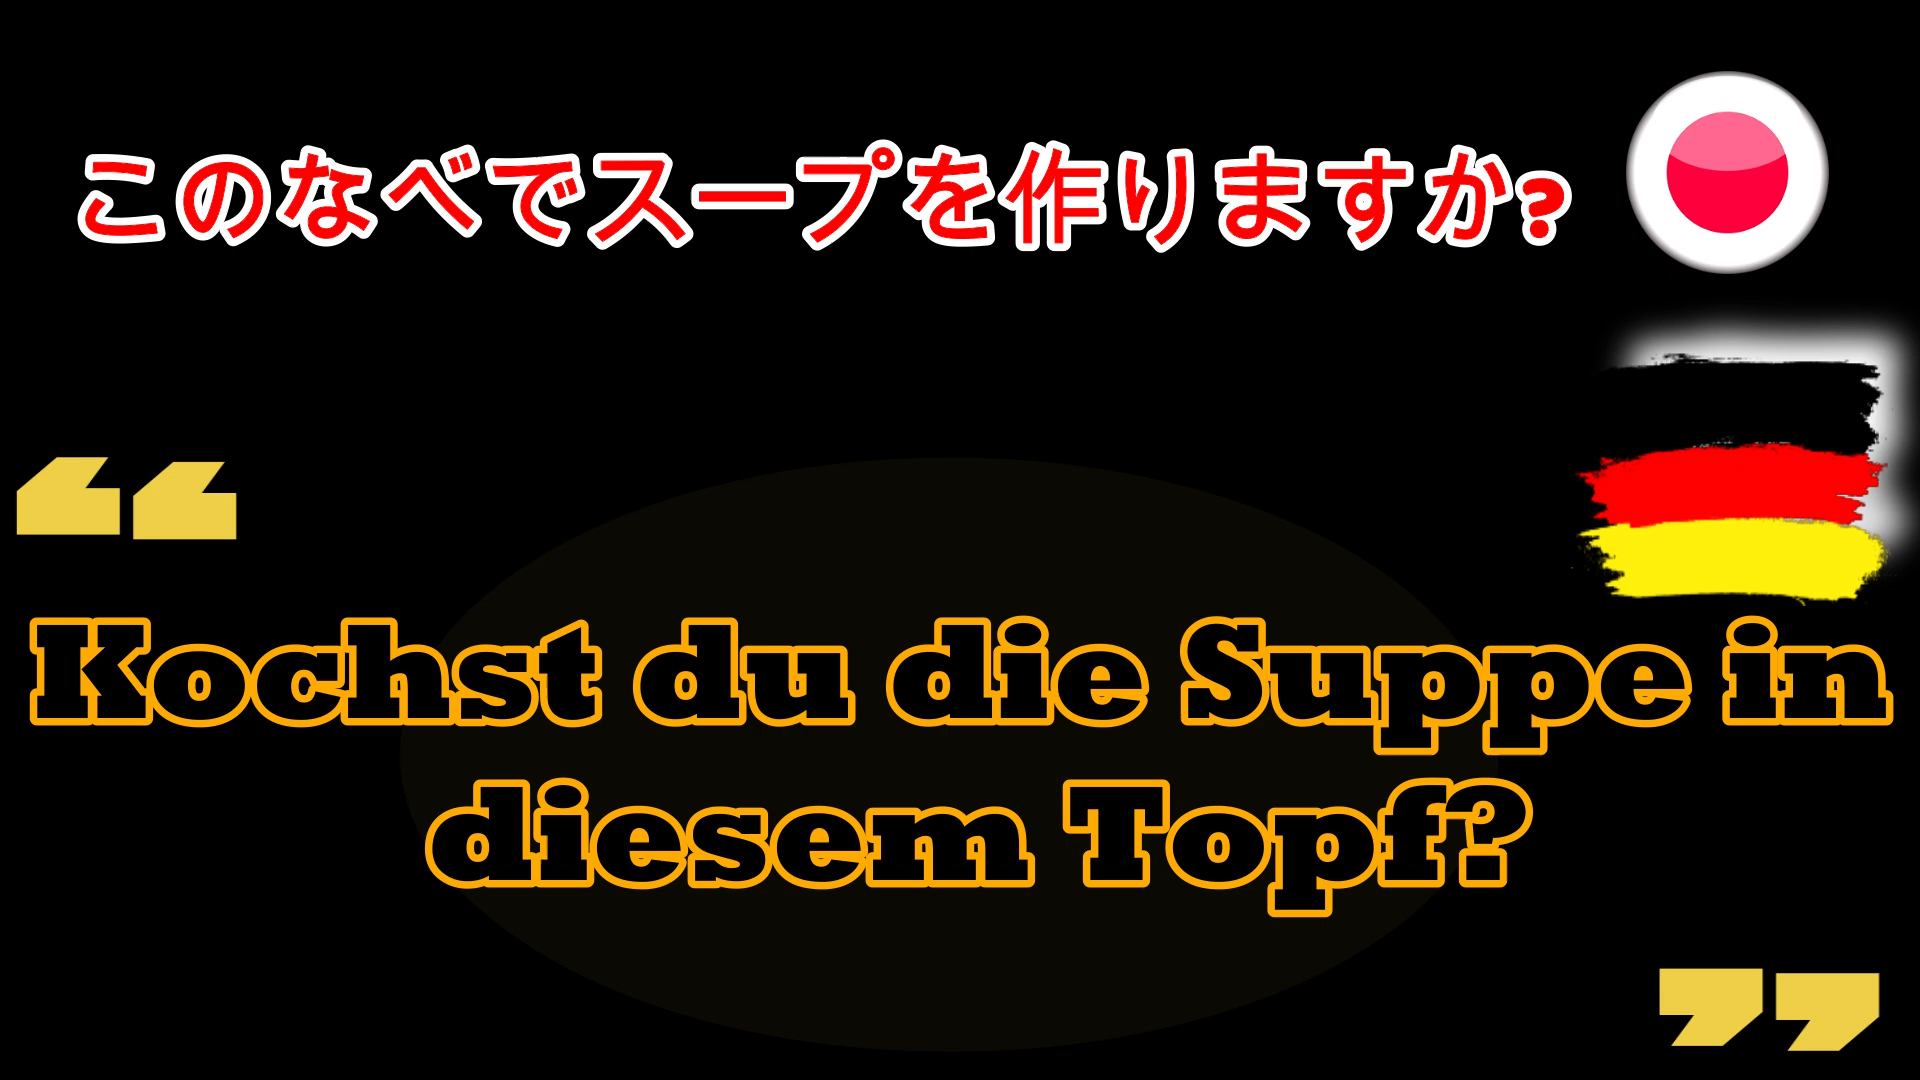 このなべでスープを作りますか?
“
Kochst du die Suppe in
diesem Topf?
”